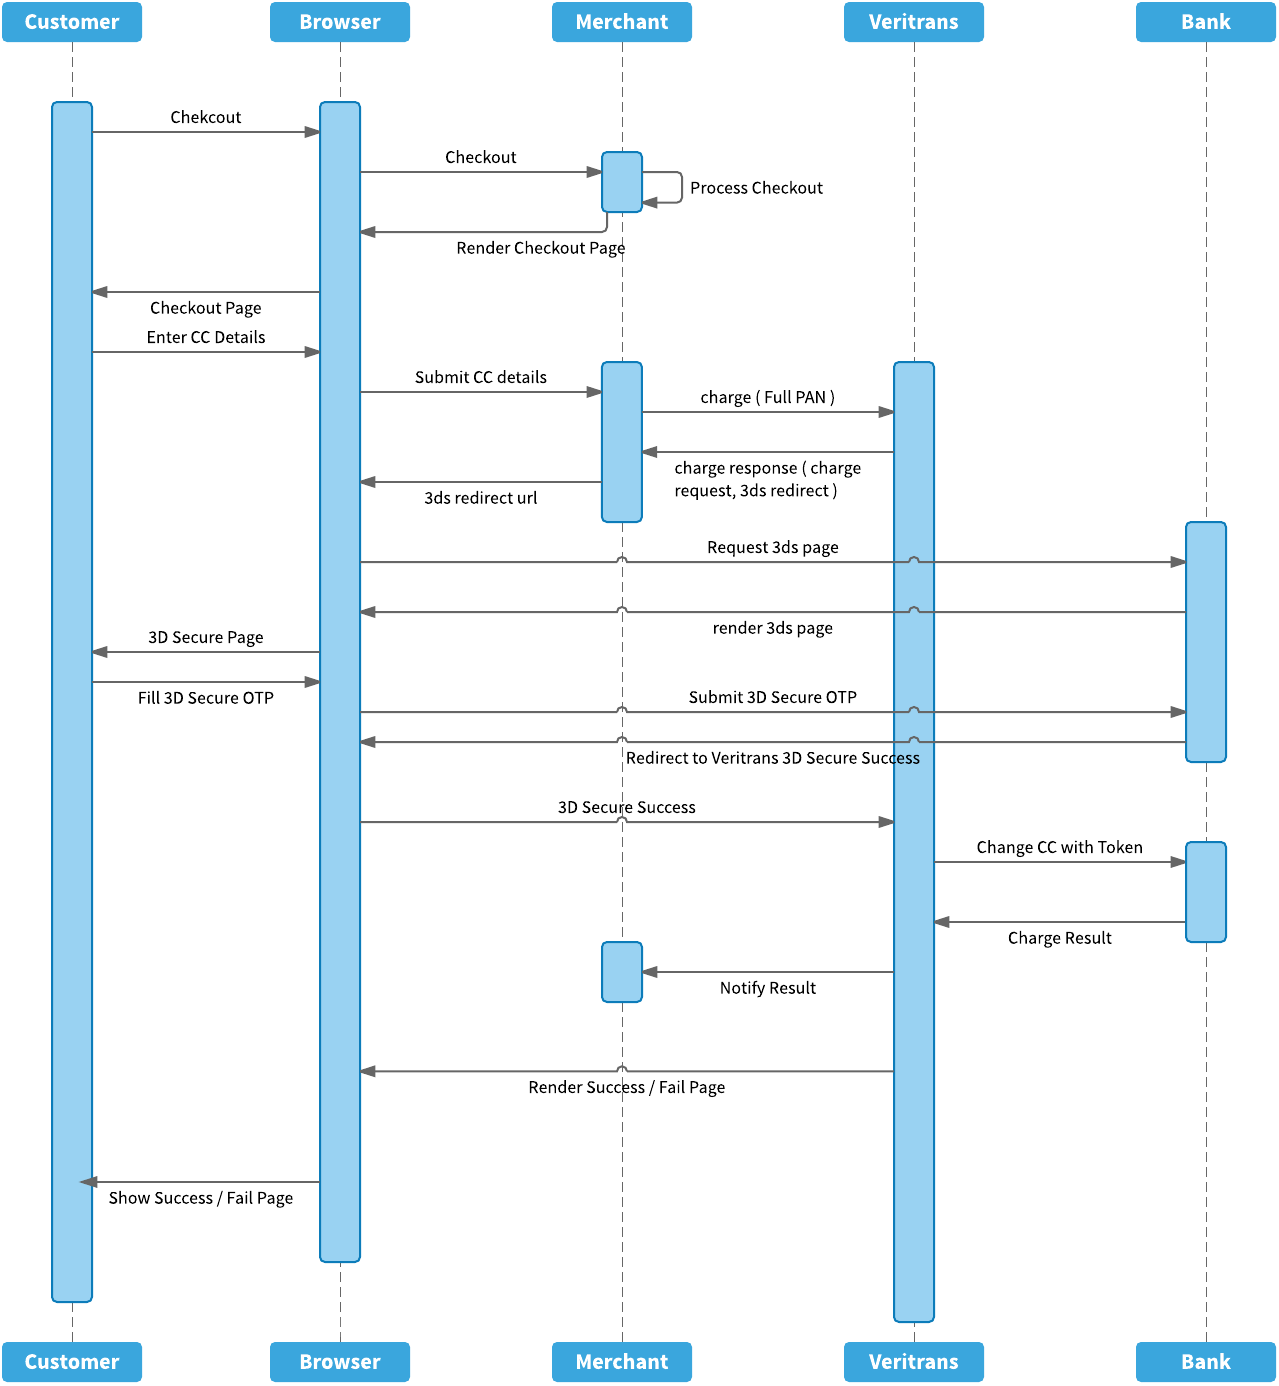 Customer
Browser
Merchant
Veritrans
Bank
Chekcout
Checkout
Process Checkout
Render Checkout Page
Checkout Page
Enter CC Details
Submit CC details
charge ( Full PAN )
charge response ( charge
request, 3ds redirect )
3ds redirect url
Request 3ds page
render 3ds page
3D Secure Page
Fill 3D Secure OTP
Submit 3D Secure OTP
Redirect to Veritrans 3D Secure Success
3D Secure Success
Change CC with Token
Charge Result
Notify Result
Render Success / Fail Page
Show Success / Fail Page
Customer
Browser
Merchant
Veritrans
Bank